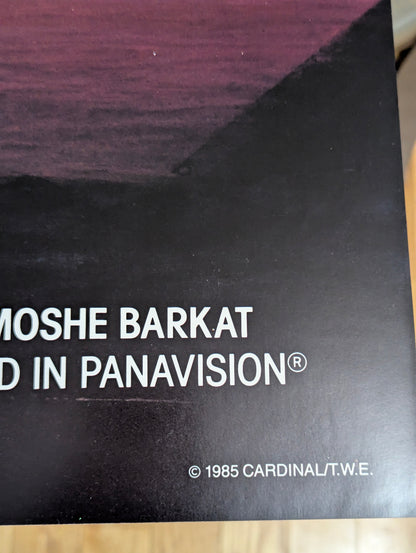 MOSHE BARKAT
D IN PANAVISION®
© 1985 CARDINAL/T.W.E.